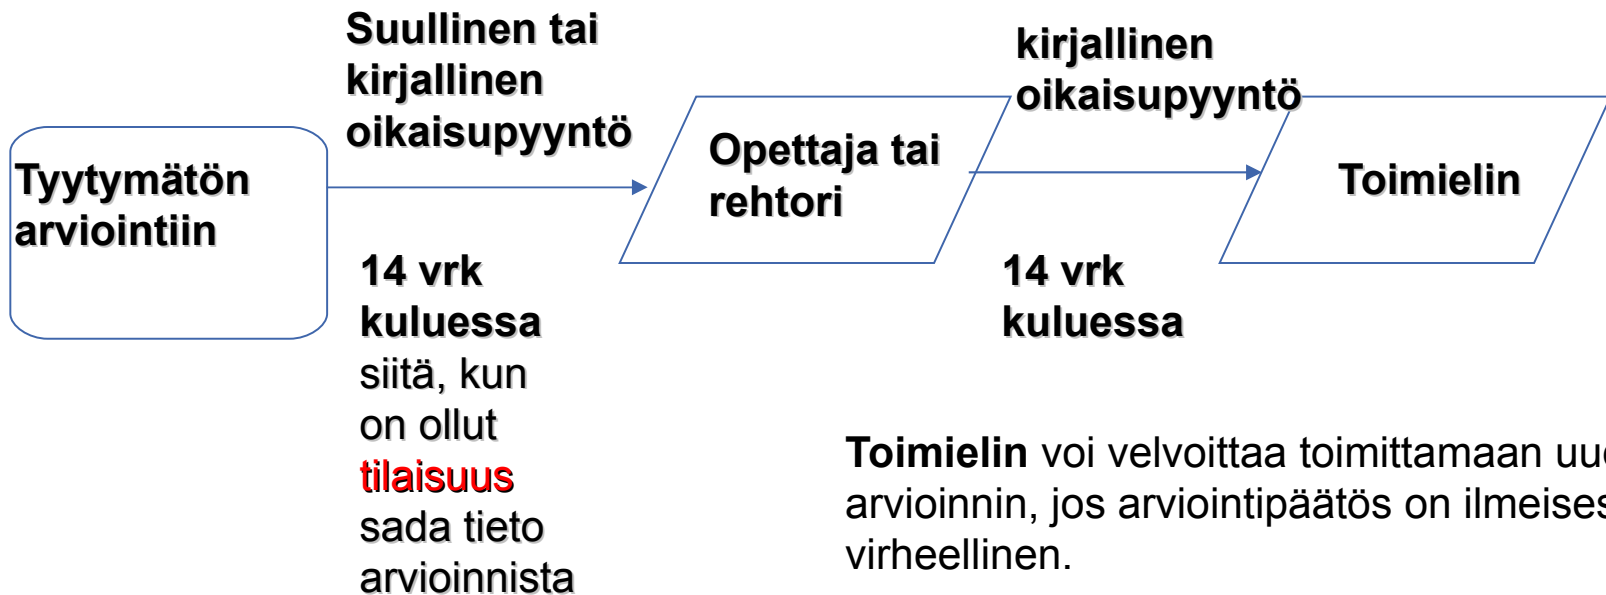 Suullinen tai
kirjallinen
oikaisupyyntö
kirjallinen
oikaisupyyntö
Tyytymätön
arviointiin
Opettaja tai
rehtori
Toimielin
14 vrk
kuluessa
siitä, kun
on ollut
tilaisuus
sada tieto
arvioinnista
14 vrk
kuluessa
Toimielin voi velvoittaa toimittamaan
arvioinnin, jos arviointipäätös on
virheellinen.